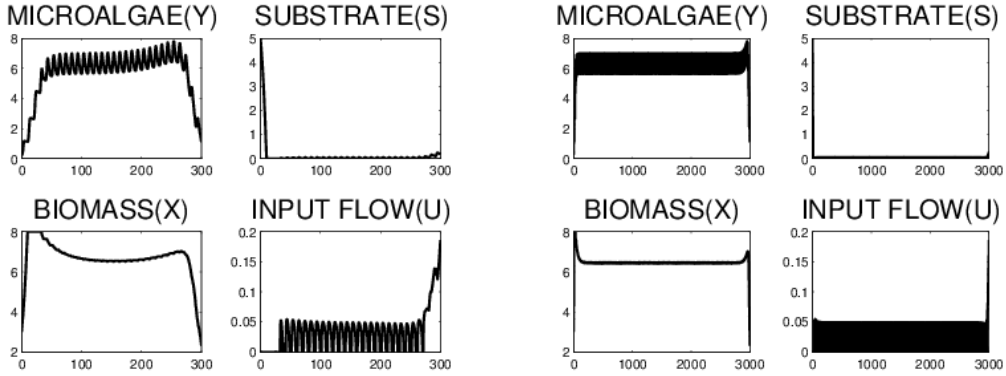 MICROALGAE(Y) SUBSTRATE(S) MICROALGAE(Y) SUBSTRATE(S)
8 5 8 5
6 4 6 4
4 3 4 3
2 2 2 2
1 1
0 0 0 0
0 100 200 300 0 100 200 300 0 1000 2000 3000 0 1000 2000 3000
BIOMASS(X) INPUT FLOW(U) BIOMASS(X) INPUT FLOW(U)
8 0.2 8 0.2
6 0.15 6 0.15
4 0.1 4 0.1
0.05 0.05
2 0 2 0
0 100 200 300 0 100 200 300 0 1000 2000 3000 0 1000 2000 3000